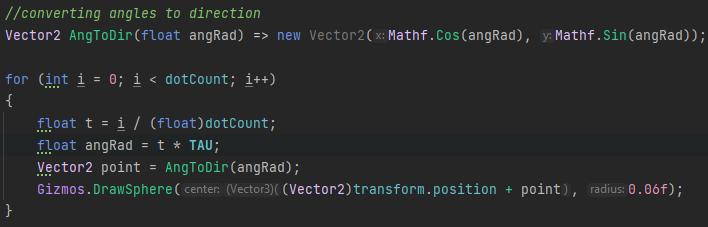 //converting angles to direction
Vector2 AngToDir(float angRad) => new Vector2(x:Mathf.Cos(angRad), y:Mathf.Sin(angRad));
for (int i = 0; i < dotCount; i++)
{
float t = i / (float)dotCount;
float angRad = t * TAU;
Vector2 point = AngToDir(angRad);
Gizmos.DrawSphere(center:(Vector3)((Vector2)transform.position + point), radius:0.06f);
}